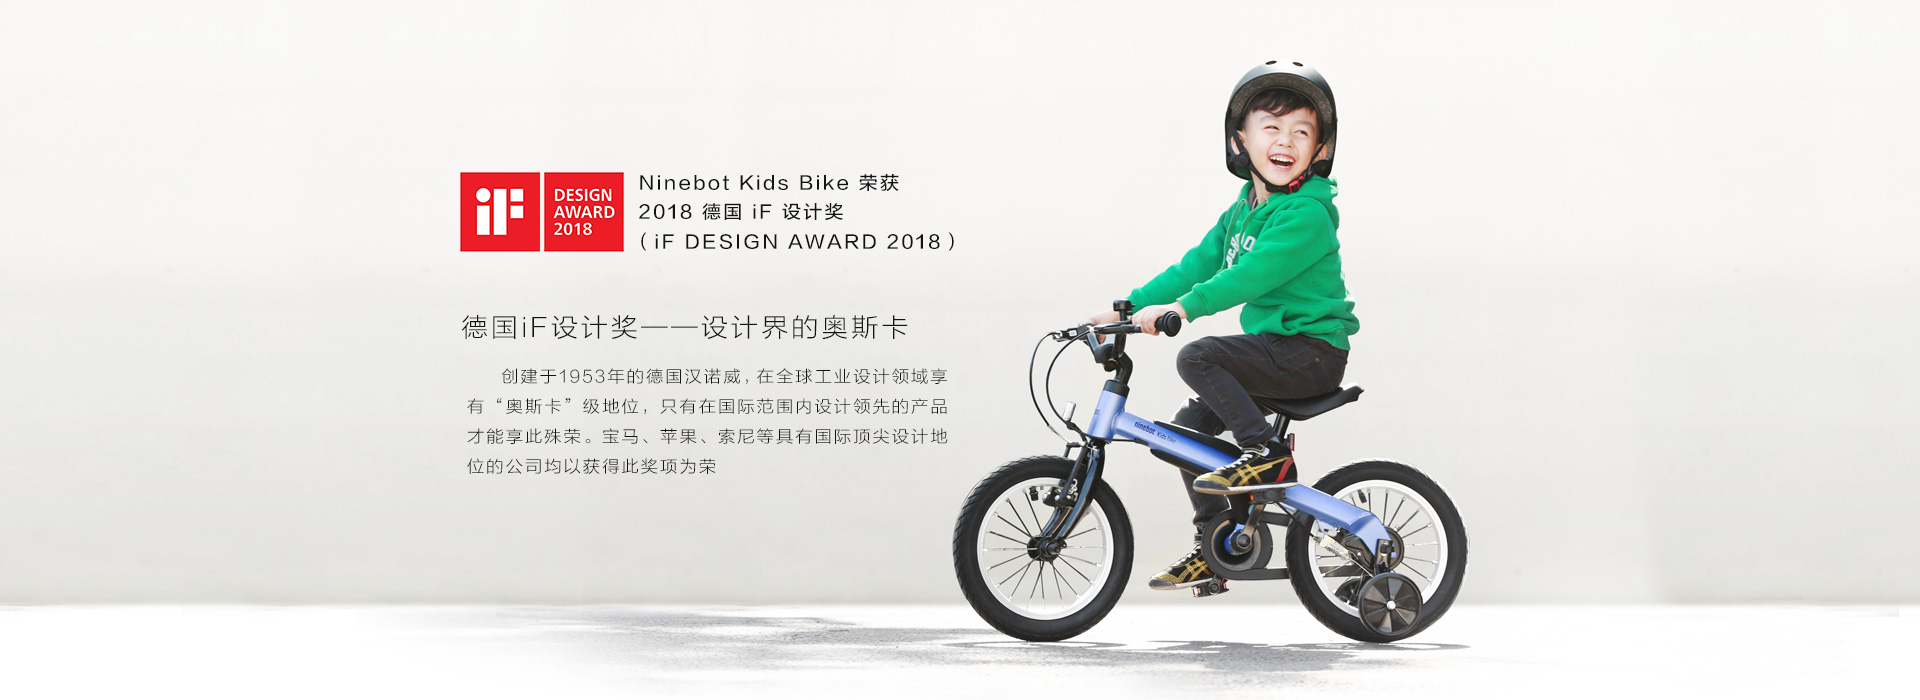 iF
DESIGN
AWARD
2018
Ninebot Kids Bike 荣获
2018 德国 iF 设计奖
（iF DESIGN AWARD 2018）
德国iF设计奖——设计界的奥斯卡
创建于1953年的德国汉诺威，在全球工业设计领域享
有“奥斯卡”级地位，只有在国际范围内设计领先的产品
才能享此殊荣。宝马、苹果、索尼等具有国际顶尖设计地
位的公司均以获得此奖项为荣
ninebot Kids Bike